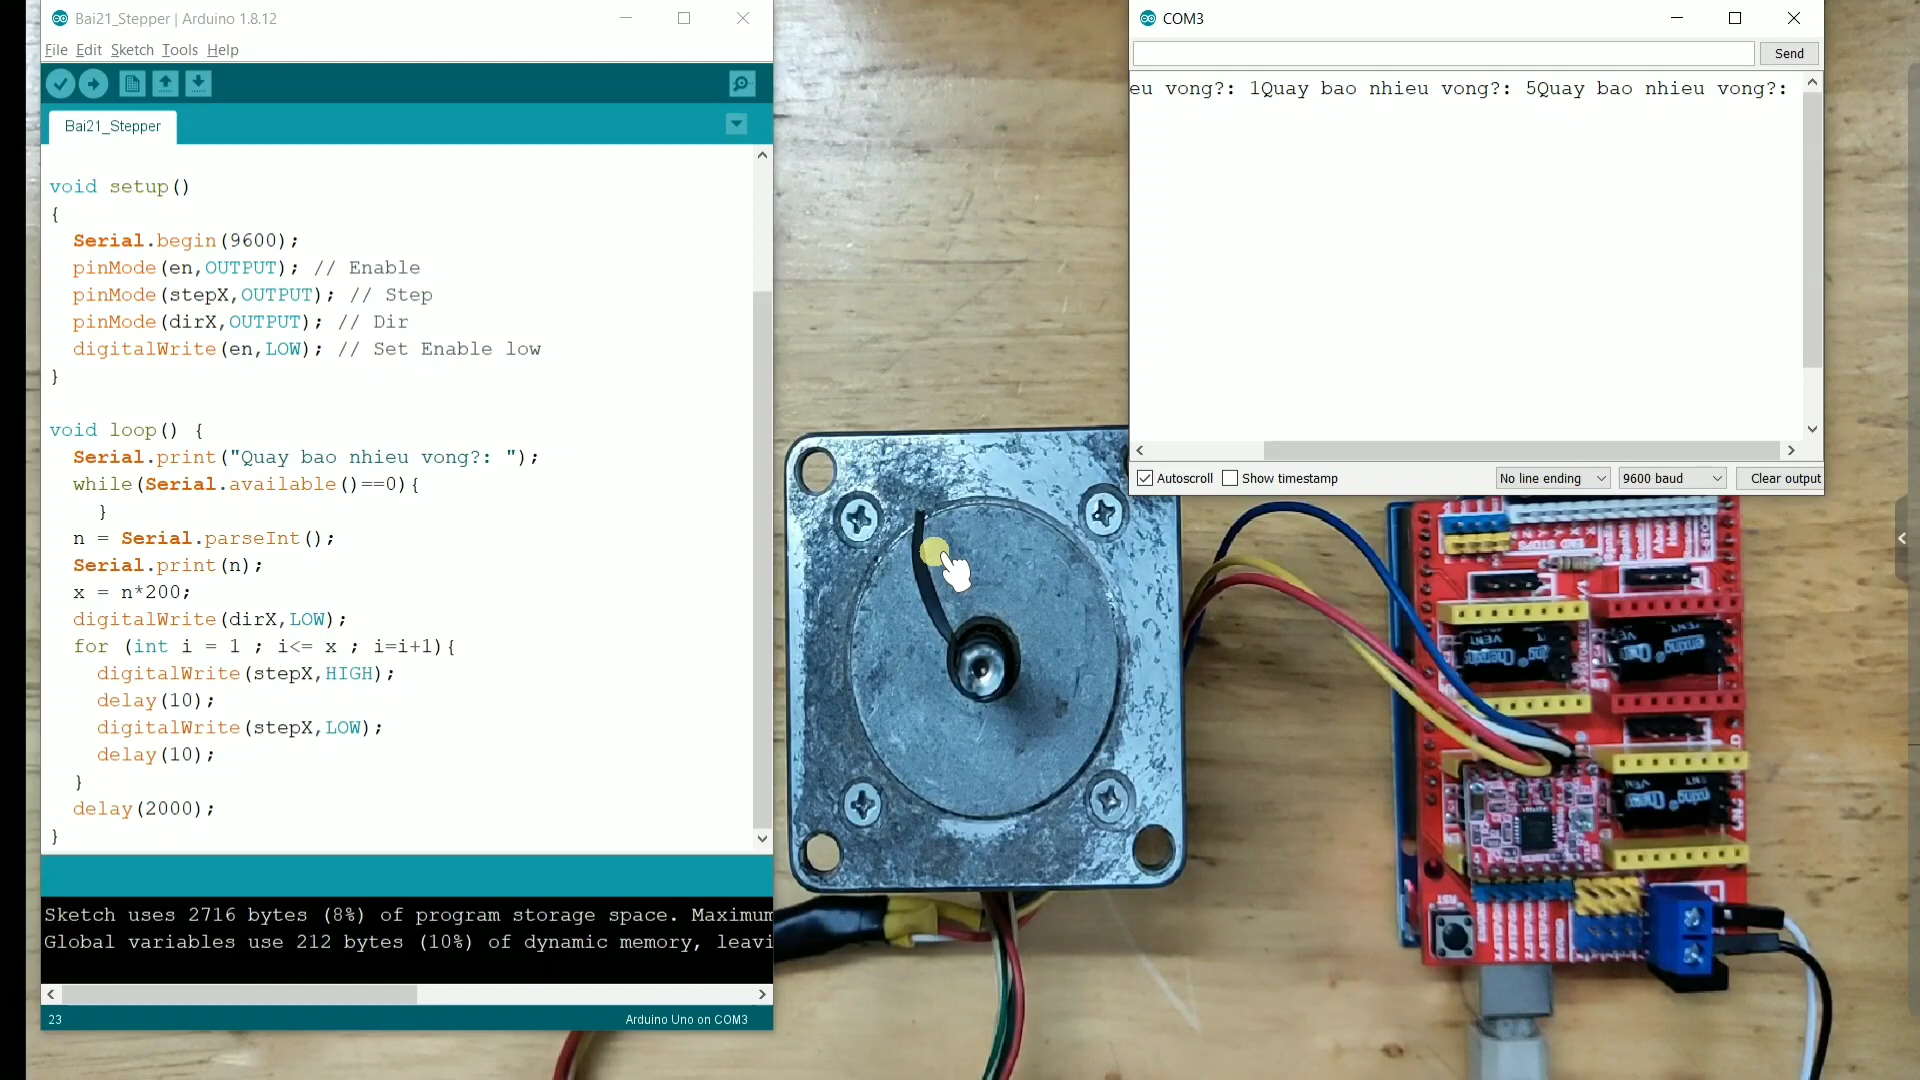 Bai21_Stepper | Arduino 1.8.12
File Edit Sketch Tools Help
Bai21_Stepper
void setup()
{
Serial.begin(9600);
pinMode(en,OUTPUT); // Enable
pinMode(stepX,OUTPUT); // Step
pinMode(dirX,OUTPUT); // Dir
digitalWrite(en,LOW); // Set Enable low
}
void loop() {
Serial.print("Quay bao nhieu vong?: ");
while(Serial.available()==0){
}
n = Serial.parseInt();
Serial.print(n);
x = n*200;
digitalWrite(dirX,LOW);
for (int i = 1 ; i<= x ; i=i+1){
digitalWrite(stepX,HIGH);
delay(10);
digitalWrite(stepX,LOW);
delay(10);
}
delay(2000);
}
Sketch uses 2716 bytes (8%) of program storage space. Maximum
Global variables use 212 bytes (10%) of dynamic memory, leavi
23
Arduino Uno on COM3
COM3
Send
eu vong?: 1Quay bao nhieu vong?: 5Quay bao nhieu vong?:
Autoscroll
Show timestamp
No line ending
9600 baud
Clear output
END STOPS
RST